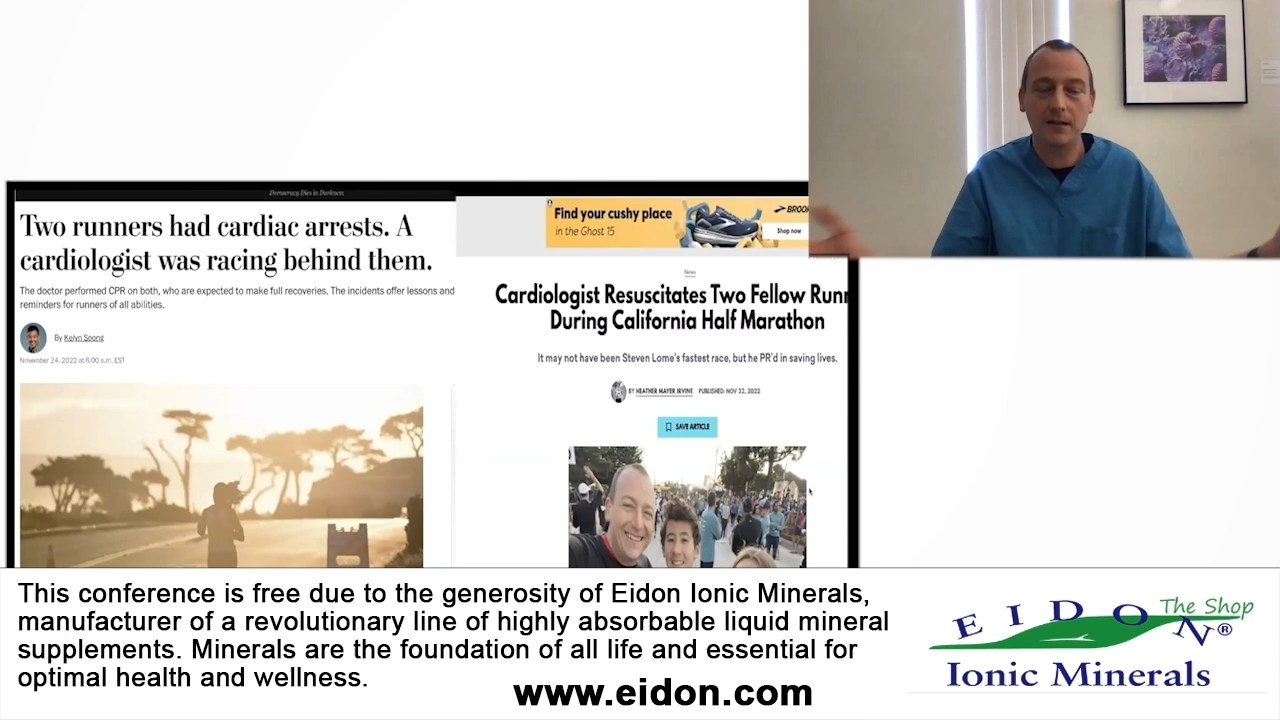 Democracy Dies in Darkness
Two runners had cardiac arrests. A
cardiologist was racing behind them.
The doctor performed CPR on both, who are expected to make full recoveries. The incidents offer lessons and
reminders for runners of all abilities.
By Kelyn Soong
November 24, 2022 at 6:00 a.m. EST
Find your cushy place
in the Ghost 15
BROO
Shop now
News
Cardiologist Resuscitates Two Fellow Runn
During California Half Marathon
It may not have been Steven Lome's fastest race, but he PR'd in saving lives.
BY HEATHER MAYER IRVINE PUBLISHED: NOV 22, 2022
SAVE ARTICLE
This conference is free due to the generosity of Eidon Ionic Minerals,
manufacturer of a revolutionary line of highly absorbable liquid mineral
supplements. Minerals are the foundation of all life and essential for
optimal health and wellness.
www.eidon.com
EIDON® The Shop
Ionic Minerals